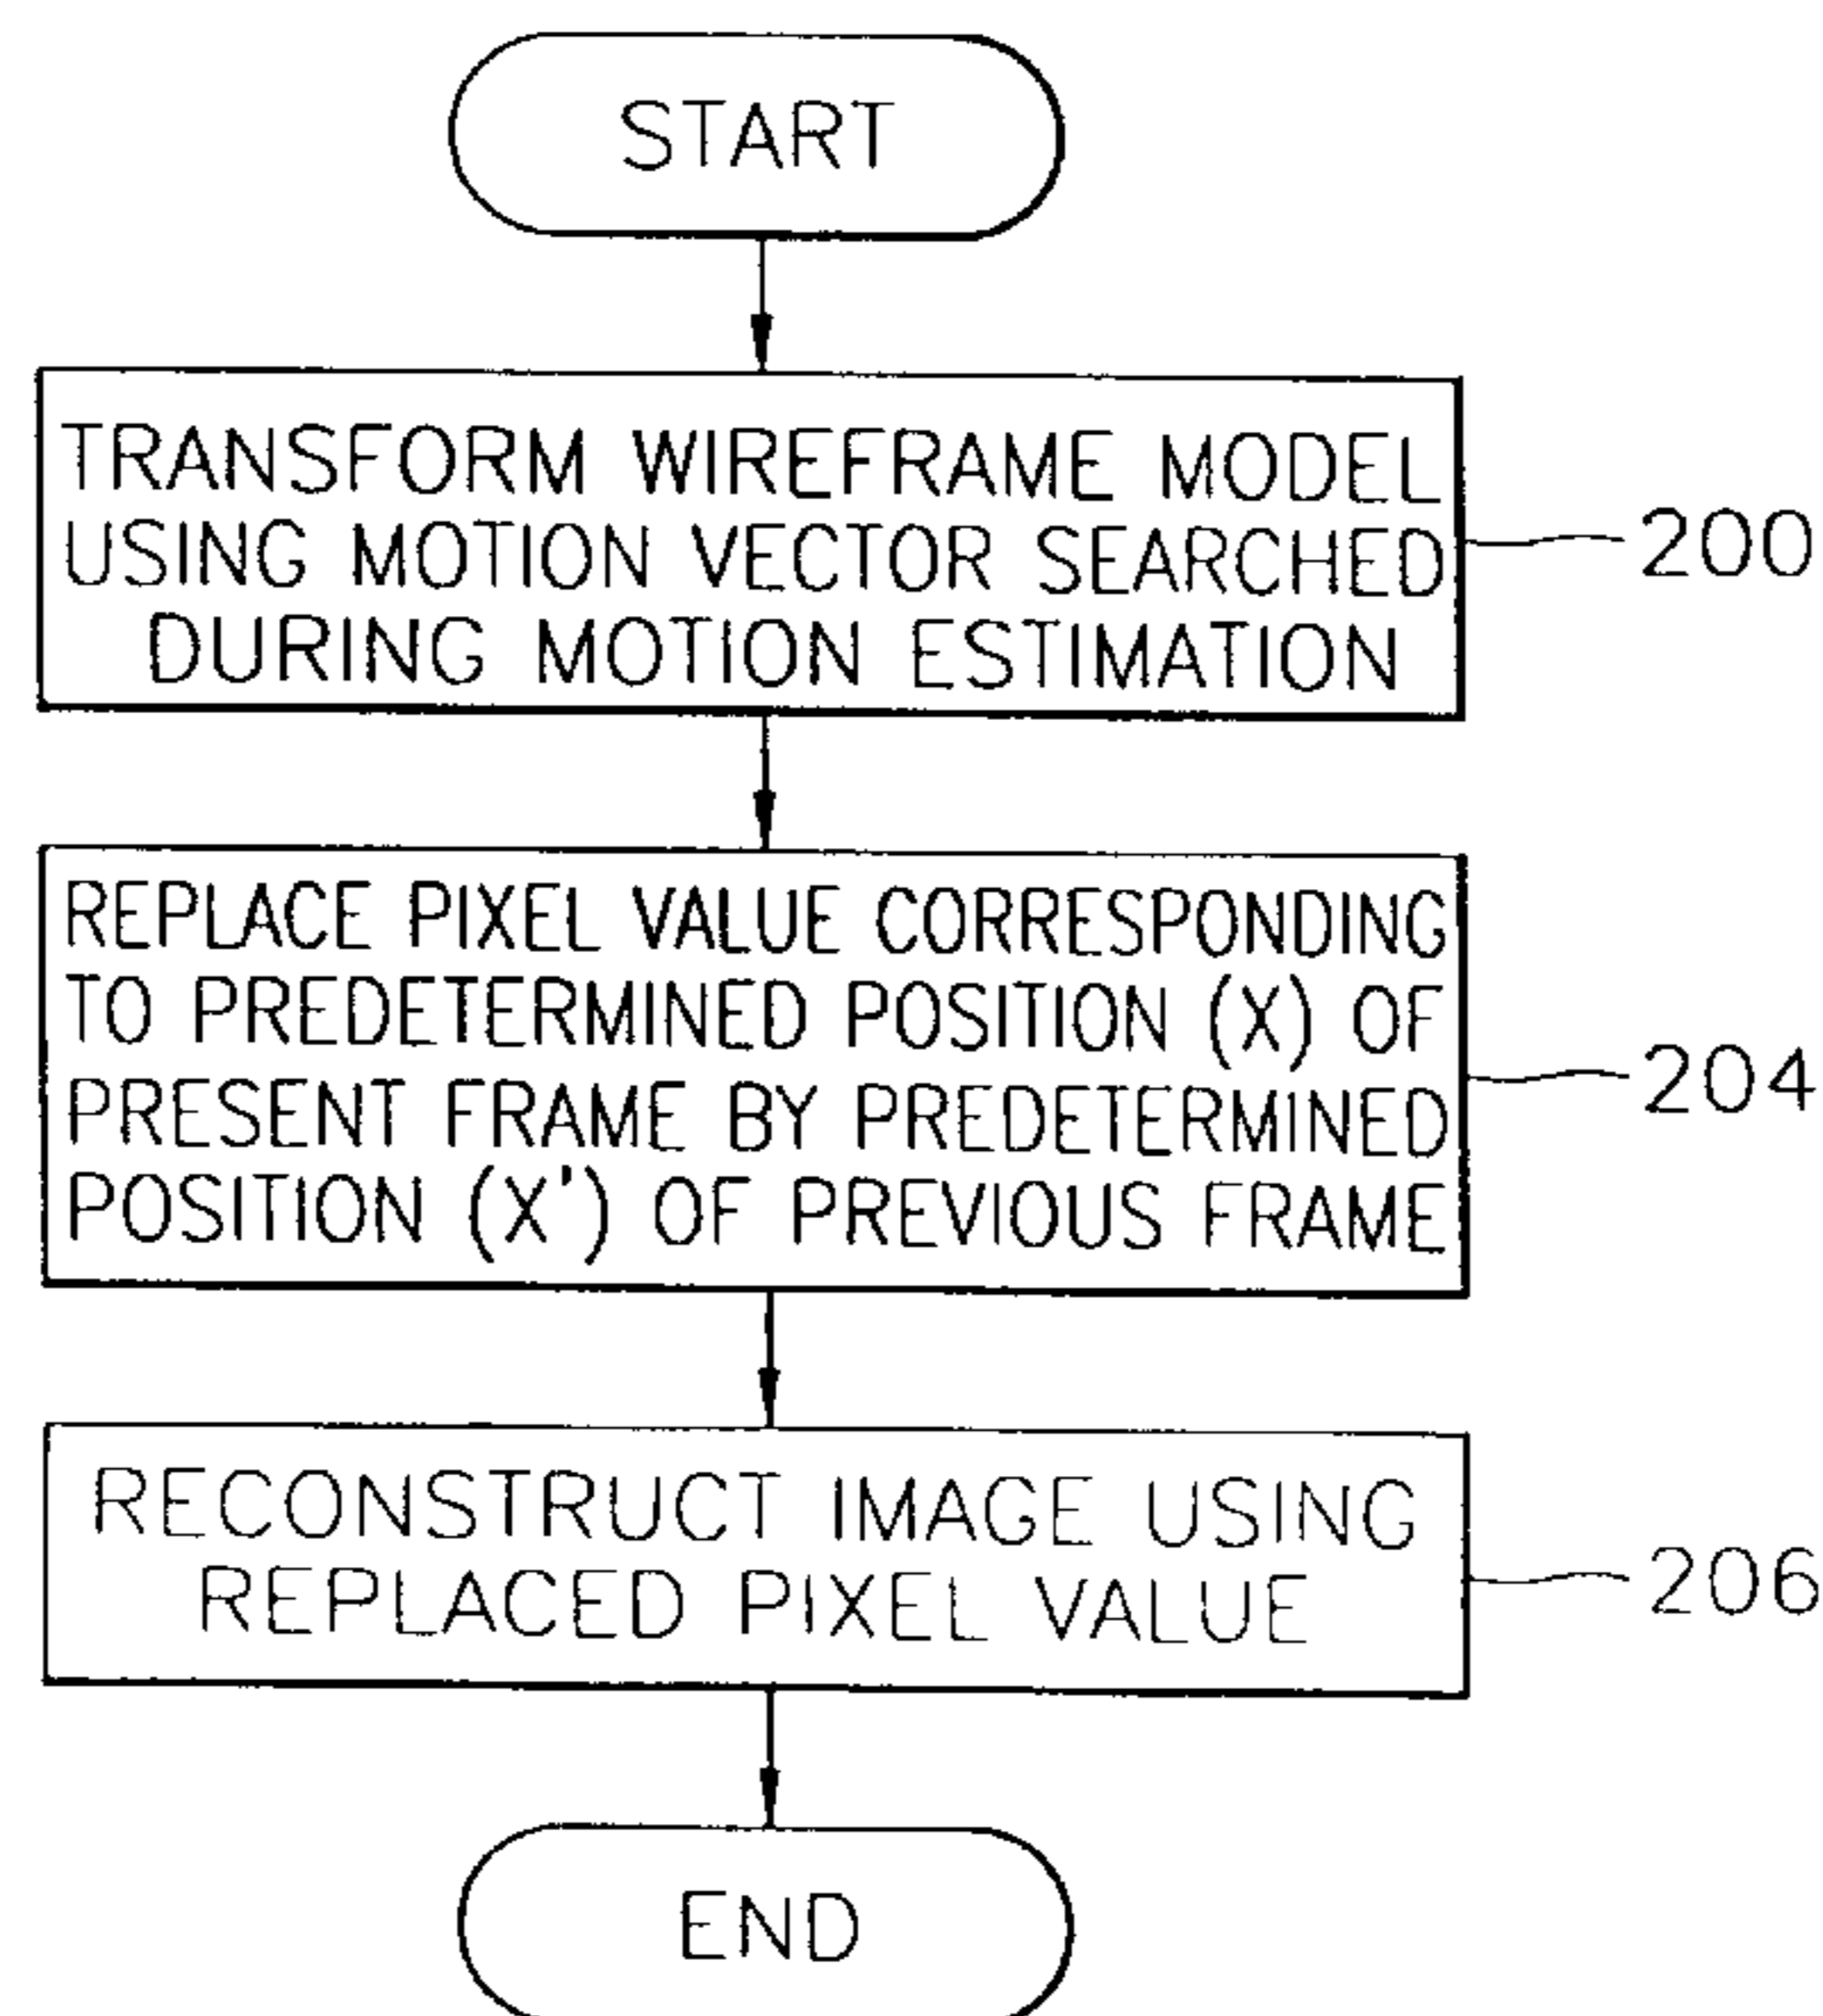 START
TRANSFORM WIREFRAME MODEL
USING MOTION VECTOR SEARCHED
DURING MOTION ESTIMATION
200
REPLACE PIXEL VALUE CORRESPONDING
TO PREDETERMINED POSITION (X) OF
PRESENT FRAME BY PREDETERMINED
POSITION (X') OF PREVIOUS FRAME
204
RECONSTRUCT IMAGE USING
REPLACED PIXEL VALUE
206
END